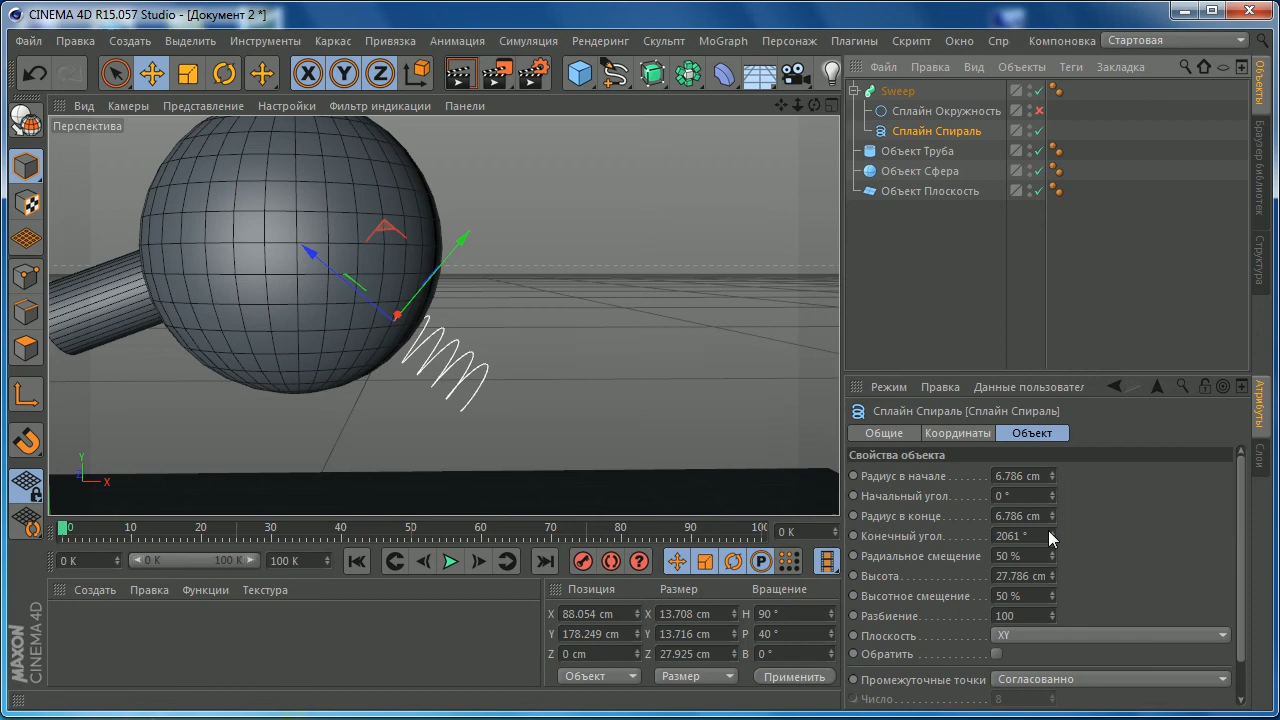 CINEMA 4D R15.057 Studio - [Документ 2 *]
Файл Правка Создать Выделить Инструменты Каркас Привязка Анимация Симуляция Рендеринг Скульпт MoGraph Персонаж Плагины Скрипт Окно Спр Компоновка Стартовая
X Y Z
Файл Правка Вид Объекты Теги Закладка
Вид Камеры Представление Настройки Фильтр индикации Панели
Перспектива
Sweep
Сплайн Окружность
Сплайн Спираль
Объект Труба
Объект Сфера
Объект Плоскость
Объекты
Браузер библиотек
Структура
Режим Правка Данные пользовател
Сплайн Спираль [Сплайн Спираль]
Общие Координаты Объект
Свойства объекта
Радиус в начале . . . . . . . 6.786 cm
Начальный угол. . . . . . . 0 °
Радиус в конце . . . . . . . 6.786 cm
Конечный угол. . . . . . . . 2061 °
Радиальное смещение 50 %
Высота. . . . . . . . . . . . . . 27.786 cm
Высотное смещение . . . 50 %
Разбиение. . . . . . . . . . . 100
Плоскость . . . . . . . . . . . XY
Обратить . . . . . . . . . . . .
Промежуточные точки Согласованно
Число. . . . . . . . . . . . . . . 8
Атрибуты
Слои
Y
Z
X
0 10 20 30 40 50 60 70 80 90 100 0 K
0 K 0 K 100 K 100 K
P
Создать Правка Функции Текстура
Позиция Размер Вращение
X 88.054 cm X 13.708 cm H 90 °
Y 178.249 cm Y 13.716 cm P 40 °
Z 0 cm Z 27.925 cm B 0 °
Объект Размер Применить
MAXON
CINEMA 4D